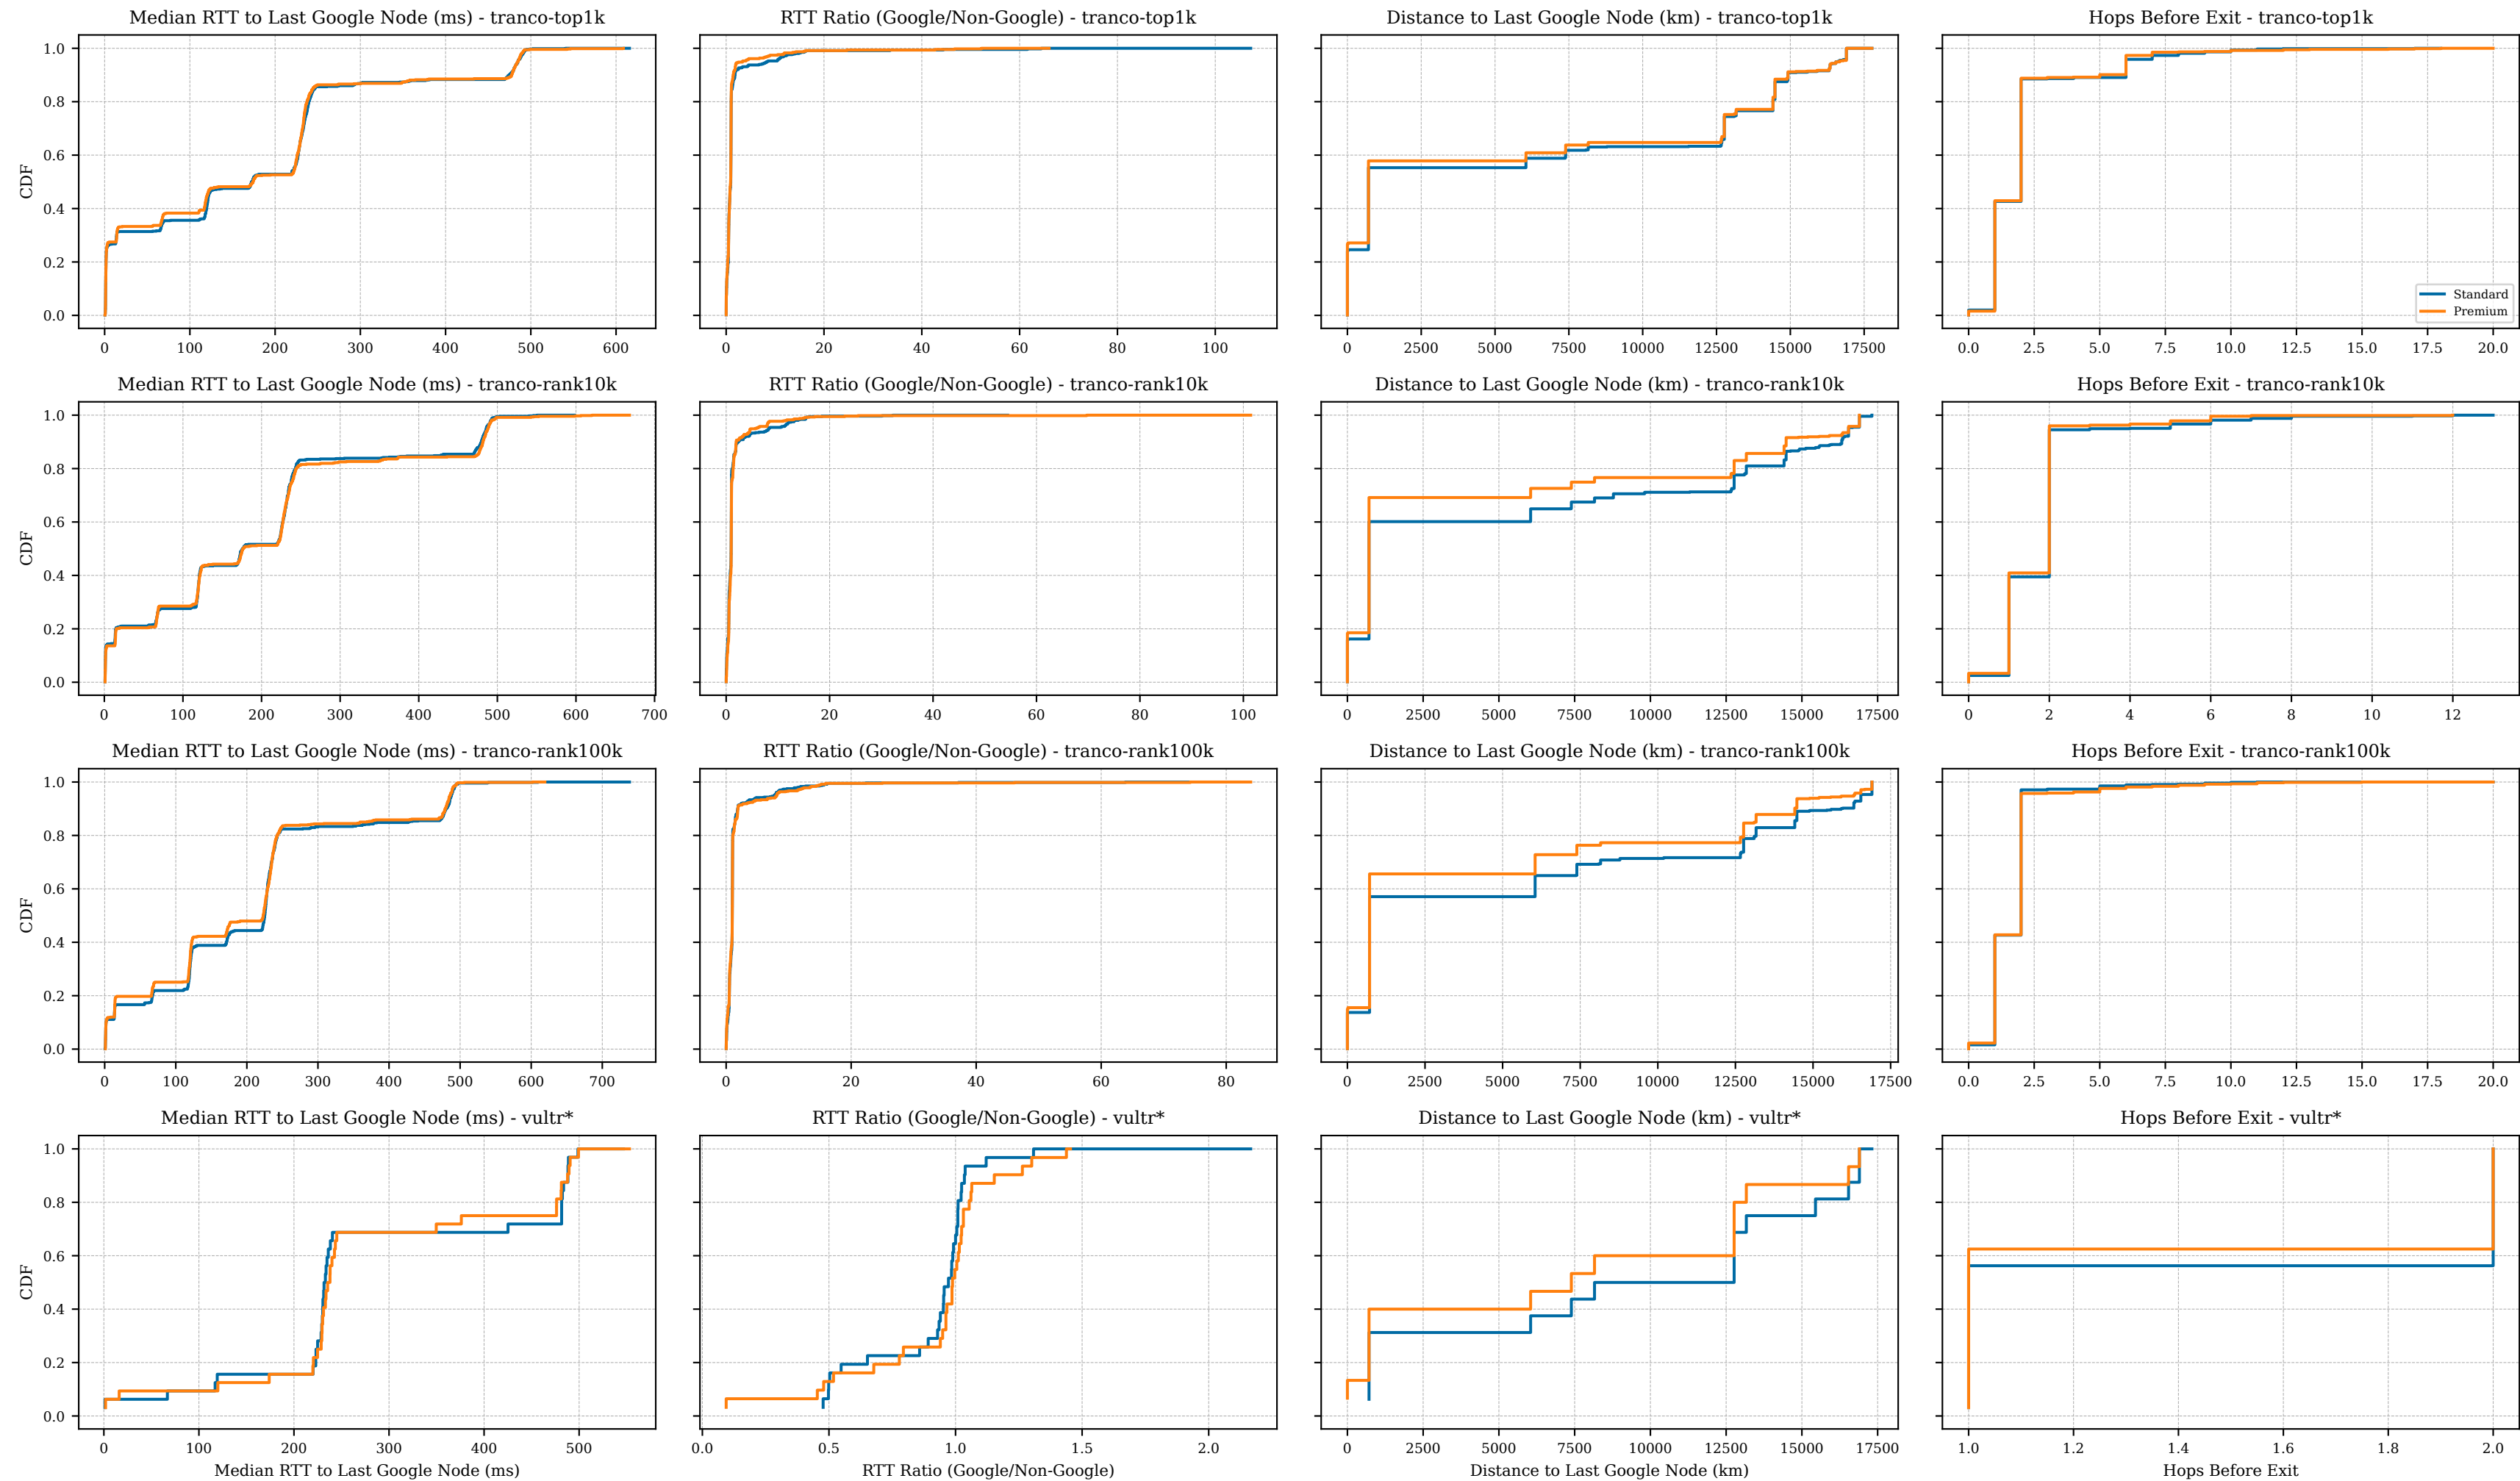 Median RTT to Last Google Node (ms) - tranco-top1k
RTT Ratio (Google/Non-Google) - tranco-top1k
Distance to Last Google Node (km) - tranco-top1k
Hops Before Exit - tranco-top1k
CDF
1.0
0.8
0.6
0.4
0.2
0.0
Standard
Premium
0 100 200 300 400 500 600
0 20 40 60 80 100
0 2500 5000 7500 10000 12500 15000 17500
0.0 2.5 5.0 7.5 10.0 12.5 15.0 17.5 20.0
Median RTT to Last Google Node (ms) - tranco-rank10k
RTT Ratio (Google/Non-Google) - tranco-rank10k
Distance to Last Google Node (km) - tranco-rank10k
Hops Before Exit - tranco-rank10k
CDF
1.0
0.8
0.6
0.4
0.2
0.0
0 100 200 300 400 500 600 700
0 20 40 60 80 100
0 2500 5000 7500 10000 12500 15000 17500
0 2 4 6 8 10 12
Median RTT to Last Google Node (ms) - tranco-rank100k
RTT Ratio (Google/Non-Google) - tranco-rank100k
Distance to Last Google Node (km) - tranco-rank100k
Hops Before Exit - tranco-rank100k
CDF
1.0
0.8
0.6
0.4
0.2
0.0
0 100 200 300 400 500 600 700
0 20 40 60 80
0 2500 5000 7500 10000 12500 15000 17500
0.0 2.5 5.0 7.5 10.0 12.5 15.0 17.5 20.0
Median RTT to Last Google Node (ms) - vultr*
RTT Ratio (Google/Non-Google) - vultr*
Distance to Last Google Node (km) - vultr*
Hops Before Exit - vultr*
CDF
1.0
0.8
0.6
0.4
0.2
0.0
0 100 200 300 400 500
0.0 0.5 1.0 1.5 2.0
0 2500 5000 7500 10000 12500 15000 17500
1.0 1.2 1.4 1.6 1.8 2.0
Median RTT to Last Google Node (ms)
RTT Ratio (Google/Non-Google)
Distance to Last Google Node (km)
Hops Before Exit